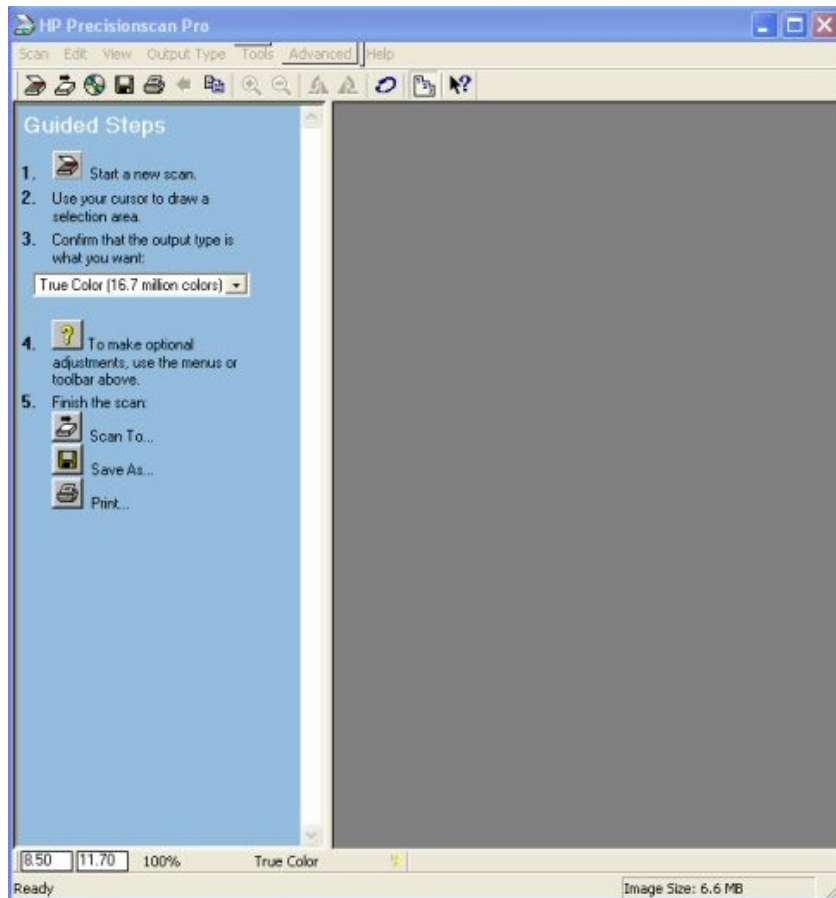 HP Precisionscan Pro
Scan Edit View Output Type Tools Advanced Help
Guided Steps
1. Start a new scan.
2. Use your cursor to draw a
selection area.
3. Confirm that the output type is
what you want:
True Color (16.7 million colors)
4. To make optional
adjustments, use the menus or
toolbar above.
5. Finish the scan:
Scan To...
Save As...
Print...
8.50 11.70 100% True Color
Ready Image Size: 6.6 MB